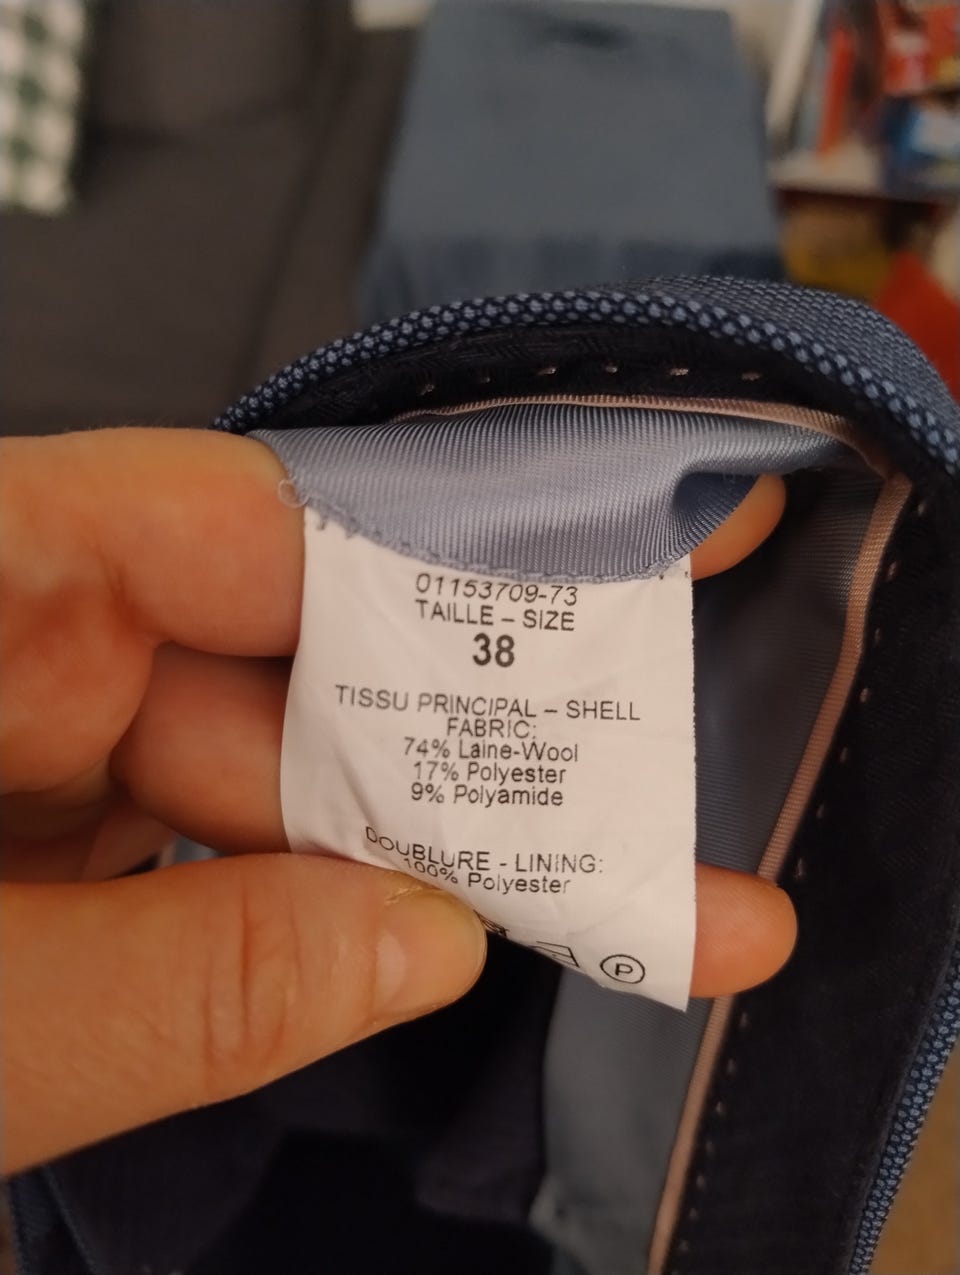 01153709-73
TAILLE – SIZE
38
TISSU PRINCIPAL – SHELL
FABRIC:
74% Laine-Wool
17% Polyester
9% Polyamide
DOUBLURE - LINING:
100% Polyester
P